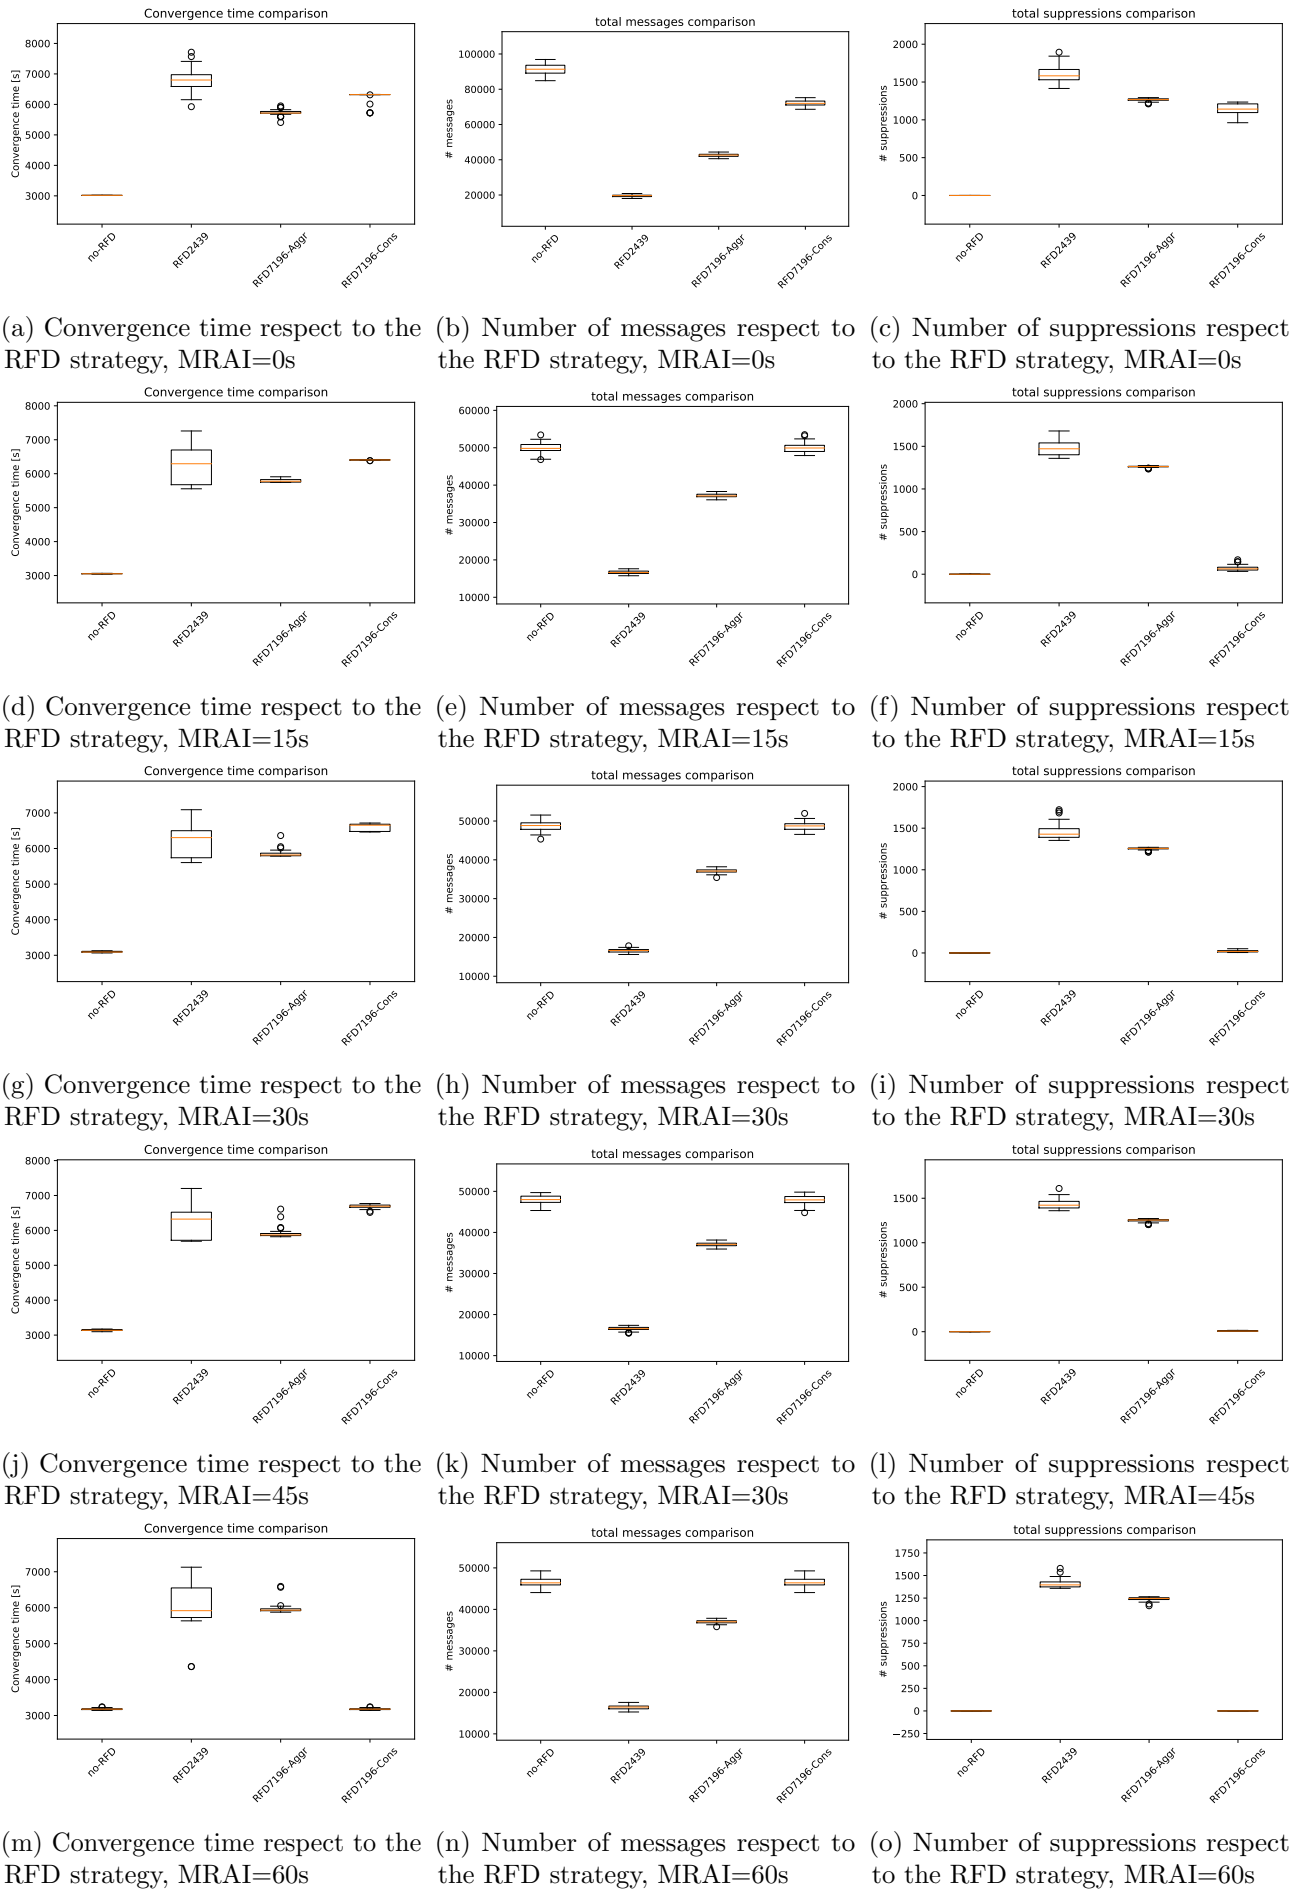 Convergence time comparison
Convergence time [s]
8000
7000
6000
5000
4000
3000
no-RFD
RFD2439
RFD7196-Aggr
RFD7196-Cons
total messages comparison
# messages
100000
80000
60000
40000
20000
no-RFD
RFD2439
RFD7196-Aggr
RFD7196-Cons
total suppressions comparison
# suppressions
2000
1500
1000
500
0
no-RFD
RFD2439
RFD7196-Aggr
RFD7196-Cons
(a) Convergence time respect to the
RFD strategy, MRAI=0s
(b) Number of messages respect to
the RFD strategy, MRAI=0s
(c) Number of suppressions respect
to the RFD strategy, MRAI=0s
Convergence time comparison
Convergence time [s]
8000
7000
6000
5000
4000
3000
no-RFD
RFD2439
RFD7196-Aggr
RFD7196-Cons
total messages comparison
# messages
60000
50000
40000
30000
20000
10000
no-RFD
RFD2439
RFD7196-Aggr
RFD7196-Cons
total suppressions comparison
# suppressions
2000
1500
1000
500
0
no-RFD
RFD2439
RFD7196-Aggr
RFD7196-Cons
(d) Convergence time respect to the
RFD strategy, MRAI=15s
(e) Number of messages respect to
the RFD strategy, MRAI=15s
(f) Number of suppressions respect
to the RFD strategy, MRAI=15s
Convergence time comparison
Convergence time [s]
7000
6000
5000
4000
3000
no-RFD
RFD2439
RFD7196-Aggr
RFD7196-Cons
total messages comparison
# messages
50000
40000
30000
20000
10000
no-RFD
RFD2439
RFD7196-Aggr
RFD7196-Cons
total suppressions comparison
# suppressions
2000
1500
1000
500
0
no-RFD
RFD2439
RFD7196-Aggr
RFD7196-Cons
(g) Convergence time respect to the
RFD strategy, MRAI=30s
(h) Number of messages respect to
the RFD strategy, MRAI=30s
(i) Number of suppressions respect
to the RFD strategy, MRAI=30s
Convergence time comparison
Convergence time [s]
8000
7000
6000
5000
4000
3000
no-RFD
RFD2439
RFD7196-Aggr
RFD7196-Cons
total messages comparison
# messages
50000
40000
30000
20000
10000
no-RFD
RFD2439
RFD7196-Aggr
RFD7196-Cons
total suppressions comparison
# suppressions
1500
1000
500
0
no-RFD
RFD2439
RFD7196-Aggr
RFD7196-Cons
(j) Convergence time respect to the
RFD strategy, MRAI=45s
(k) Number of messages respect to
the RFD strategy, MRAI=30s
(l) Number of suppressions respect
to the RFD strategy, MRAI=45s
Convergence time comparison
Convergence time [s]
7000
6000
5000
4000
3000
no-RFD
RFD2439
RFD7196-Aggr
RFD7196-Cons
total messages comparison
# messages
50000
40000
30000
20000
10000
no-RFD
RFD2439
RFD7196-Aggr
RFD7196-Cons
total suppressions comparison
# suppressions
1750
1500
1250
1000
750
500
250
0
−250
no-RFD
RFD2439
RFD7196-Aggr
RFD7196-Cons
(m) Convergence time respect to the
RFD strategy, MRAI=60s
(n) Number of messages respect to
the RFD strategy, MRAI=60s
(o) Number of suppressions respect
to the RFD strategy, MRAI=60s